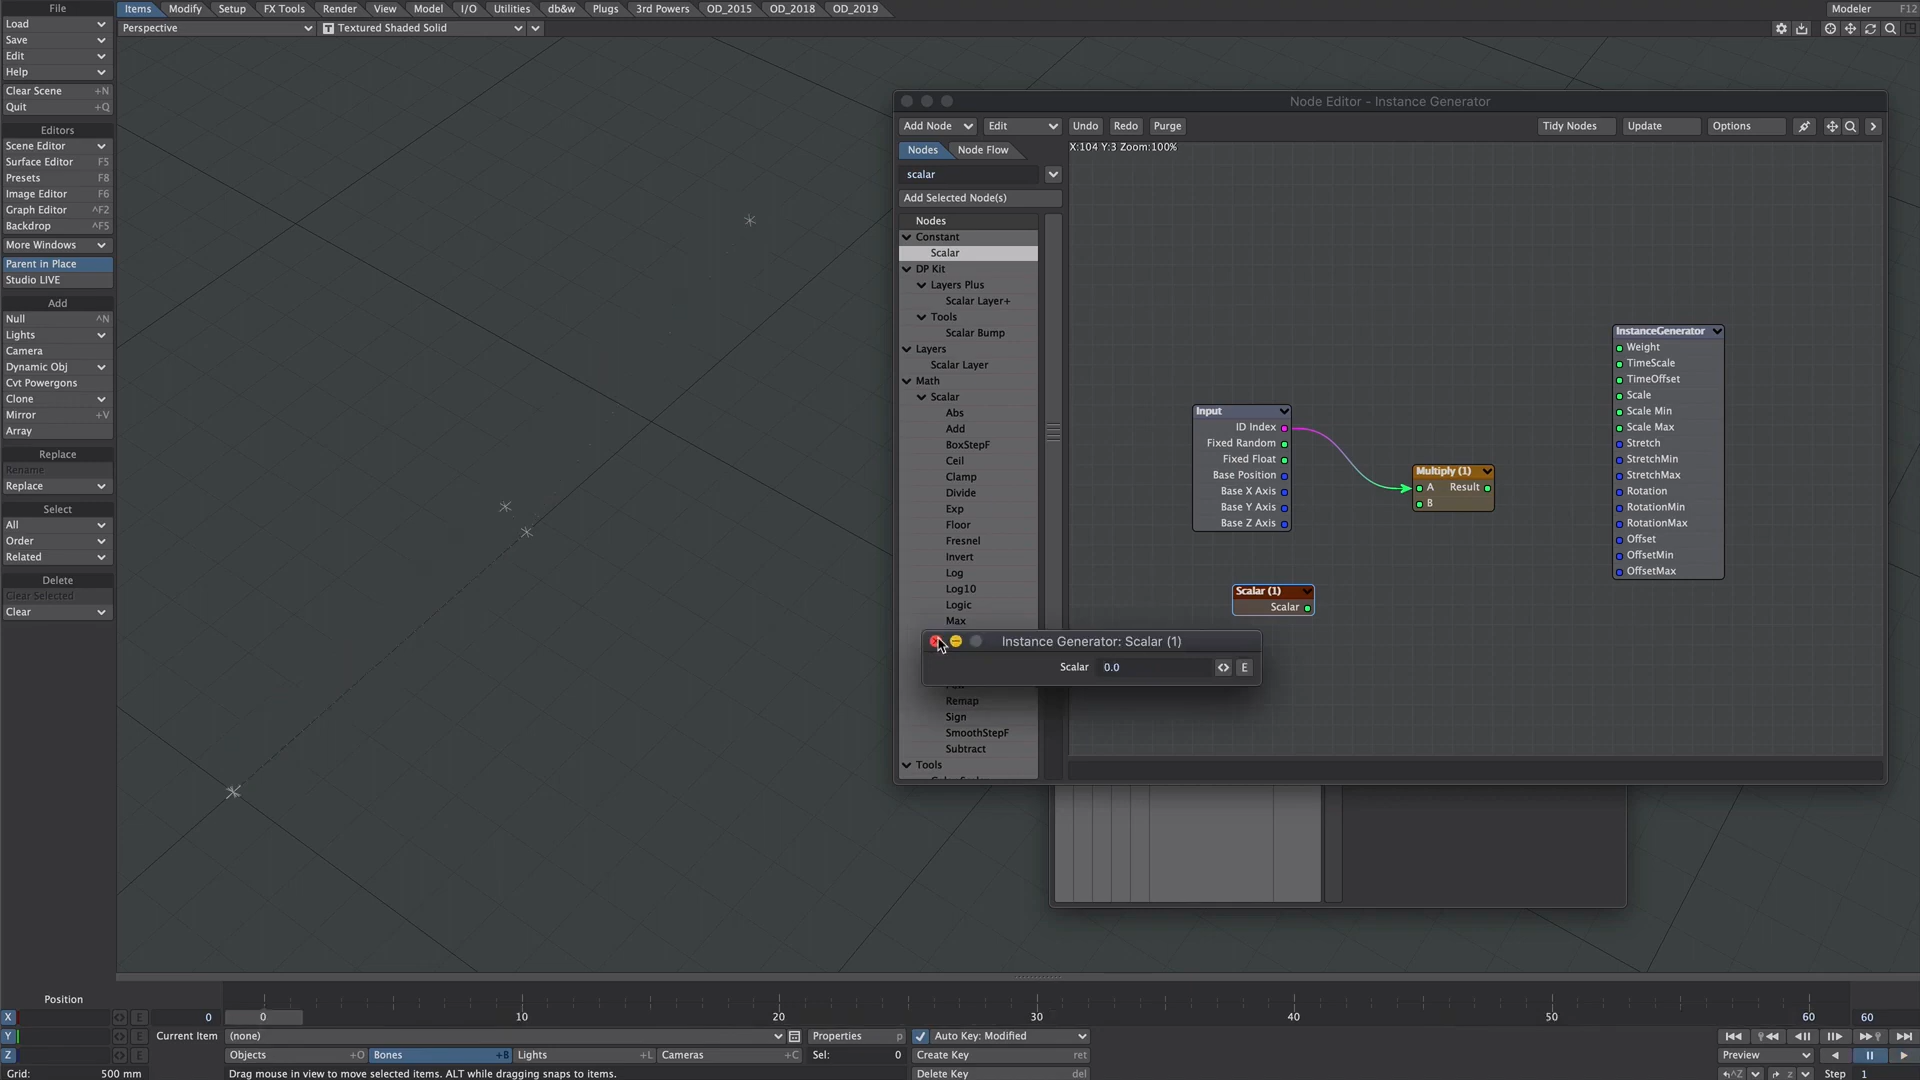 File
Items
Modify
Setup
FX Tools
Render
View
Model
I/O
Utilities
db&w
Plugs
3rd Powers
OD_2015
OD_2018
OD_2019
Modeler F12
Load
Save
Edit
Help
Clear Scene +N
Quit +Q
Perspective
Textured Shaded Solid
Editors
Scene Editor
Surface Editor F5
Presets F8
Image Editor F6
Graph Editor ^F2
Backdrop ^F5
More Windows
Parent in Place
Studio LIVE
Add
Null ^N
Lights
Camera
Dynamic Obj
Cvt Powergons
Clone
Mirror +V
Array
Replace
Rename
Replace
Select
All
Order
Related
Delete
Clear Selected
Clear
Node Editor - Instance Generator
Add Node
Edit
Undo
Redo
Purge
Tidy Nodes
Update
Options
Nodes
Node Flow
X:104 Y:3 Zoom:100%
scalar
Add Selected Node(s)
Nodes
Constant
Scalar
DP Kit
Layers Plus
Scalar Layer+
Tools
Scalar Bump
Layers
Scalar Layer
Math
Scalar
Abs
Add
BoxStepF
Ceil
Clamp
Divide
Exp
Floor
Fresnel
Invert
Log
Log10
Logic
Max
Remap
Sign
SmoothStepF
Subtract
Tools
Input
ID Index
Fixed Random
Fixed Float
Base Position
Base X Axis
Base Y Axis
Base Z Axis
Multiply (1)
A Result
B
Scalar (1)
Scalar
InstanceGenerator
Weight
TimeScale
TimeOffset
Scale
Scale Min
Scale Max
Stretch
StretchMin
StretchMax
Rotation
RotationMin
RotationMax
Offset
OffsetMin
OffsetMax
Instance Generator: Scalar (1)
Scalar 0.0 E
Position
X E 0
0 10 20 30 40 50 60 60
Y E Current Item (none) Properties p Auto Key: Modified
Z E Objects +O Bones +B Lights +L Cameras +C Sel: 0 Create Key ret Preview
Grid: 500 mm Drag mouse in view to move selected items. ALT while dragging snaps to items. Delete Key del ^Z z Step 1